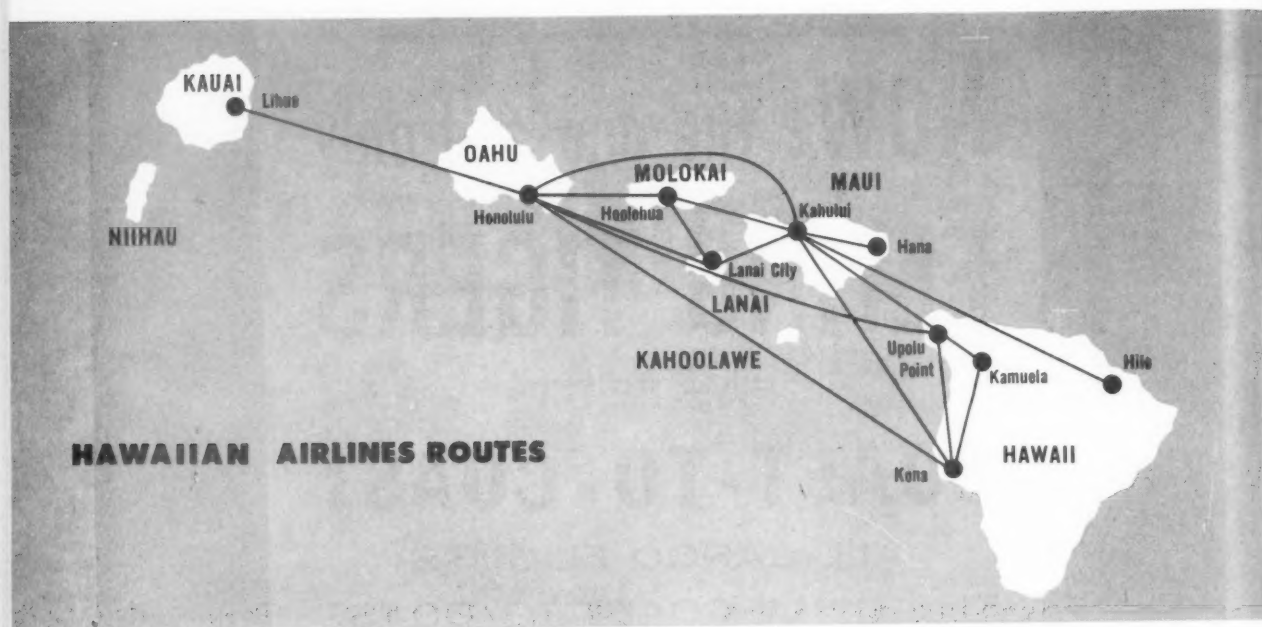 KAUAI
Lihue
NIIHAU
OAHU
Honolulu
MOLOKAI
Hoolehua
MAUI
Kahului
Hana
Lanai City
LANAI
KAHOOLAWE
Upolu
Point
Kamuela
Hilo
Kona
HAWAII
HAWAIIAN AIRLINES ROUTES